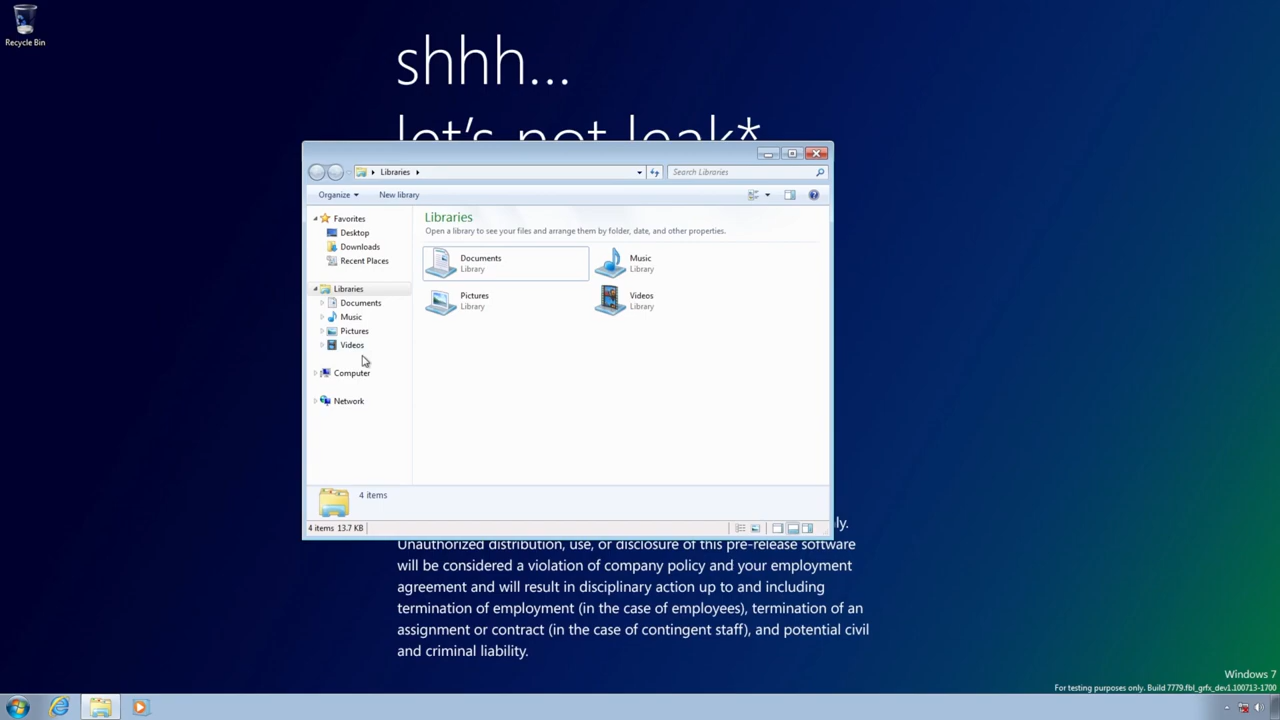 Recycle Bin
shhh...
let's not leak*
Libraries
Search Libraries
Organize
New library
Favorites
Desktop
Downloads
Recent Places
Libraries
Documents
Music
Pictures
Videos
Computer
Network
Libraries
Open a library to see your files and arrange them by folder, date, and other properties.
Documents
Library
Music
Library
Pictures
Library
Videos
Library
4 items
4 items 13.7 KB
ly.
Unauthorized distribution, use, or disclosure of this pre-release software
will be considered a violation of company policy and your employment
agreement and will result in disciplinary action up to and including
termination of employment (in the case of employees), termination of an
assignment or contract (in the case of contingent staff), and potential civil
and criminal liability.
Windows 7
For testing purposes only. Build 7779.fbl_grfx_dev1.100713-1700